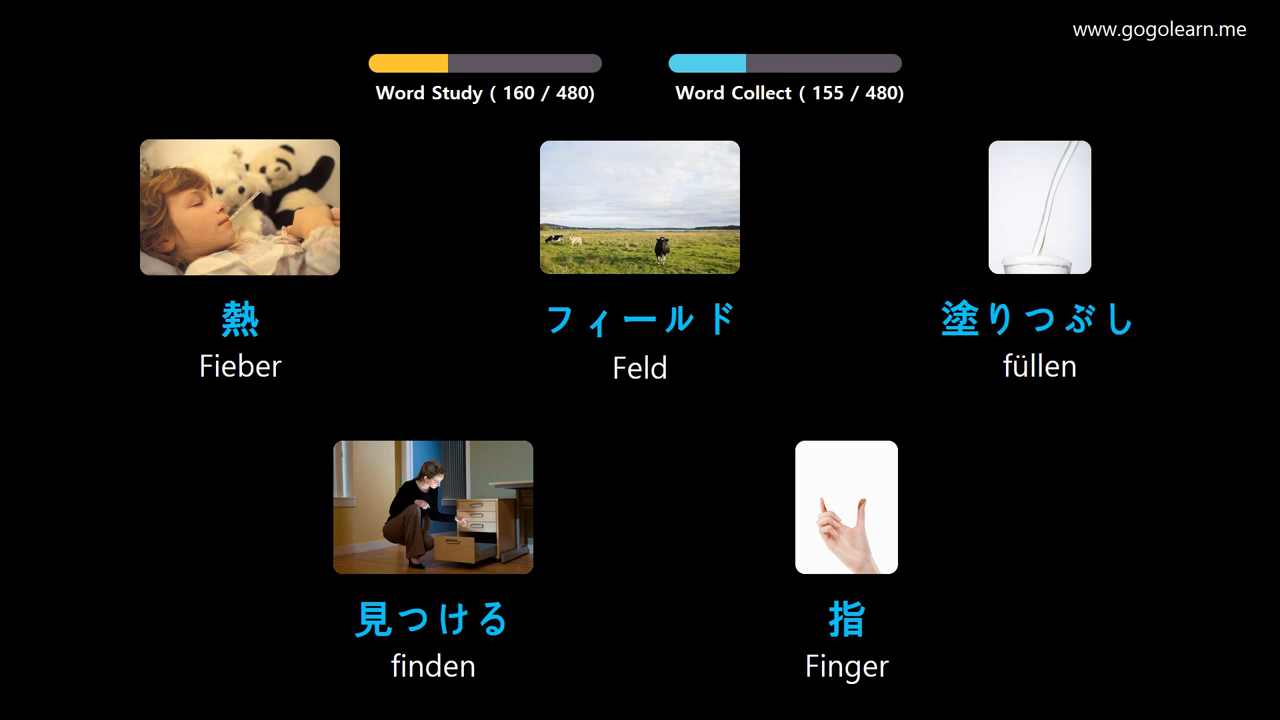 www.gogolearn.me
Word Study ( 160 / 480)
Word Collect ( 155 / 480)
熱
Fieber
フィールド
Feld
塗りつぶし
füllen
見つける
finden
指
Finger